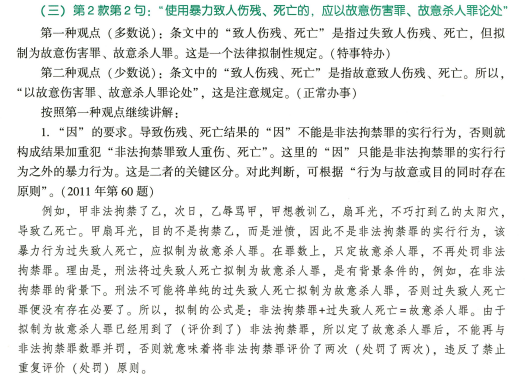 （三）第 2 款第 2 句：“使用暴力致人伤残、死亡的，应以故意伤害罪、故意杀人罪论处”
第一种观点（多数说）：条文中的“致人伤残、死亡”是指过失致人伤残、死亡，但拟
制为故意伤害罪、故意杀人罪。这是一个法律拟制性规定。（特事特办）
第二种观点（少数说）：条文中的“致人伤残、死亡”是指故意致人伤残、死亡。所以，
“以故意伤害罪、故意杀人罪论处”，这是注意规定。（正常办事）
按照第一种观点继续讲解：
1. “因”的要求。导致伤残、死亡结果的“因”不能是非法拘禁罪的实行行为，否则就
构成结果加重犯“非法拘禁罪致人重伤、死亡”。这里的“因”只能是非法拘禁罪的实行行
为之外的暴力行为。这是二者的关键区分。对此判断，可根据“行为与故意或目的同时存在
原则”。（2011 年第 60 题）
例如，甲非法拘禁了乙，次日，乙辱骂甲，甲想教训乙，扇耳光，不巧打到乙的太阳穴，
导致乙死亡。甲扇耳光，目的不是拘禁乙，而是泄愤，因此不是非法拘禁罪的实行行为，该
暴力行为过失致人死亡，应拟制为故意杀人罪。在罪数上，只定故意杀人罪，不再处罚非法
拘禁罪。理由是，刑法将过失致人死亡拟制为故意杀人罪，是有背景条件的，例如，在非法
拘禁罪的背景下。刑法不可能将单纯的过失致人死亡拟制为故意杀人罪，否则过失致人死亡
罪便没有存在必要了。所以，拟制的公式是：非法拘禁罪+过失致人死亡=故意杀人罪。由于
拟制为故意杀人罪已经用到了（评价到了）非法拘禁罪，所以定了故意杀人罪后，不能再与
非法拘禁罪数罪并罚，否则就意味着将非法拘禁罪评价了两次（处罚了两次），违反了禁止
重复评价（处罚）原则。